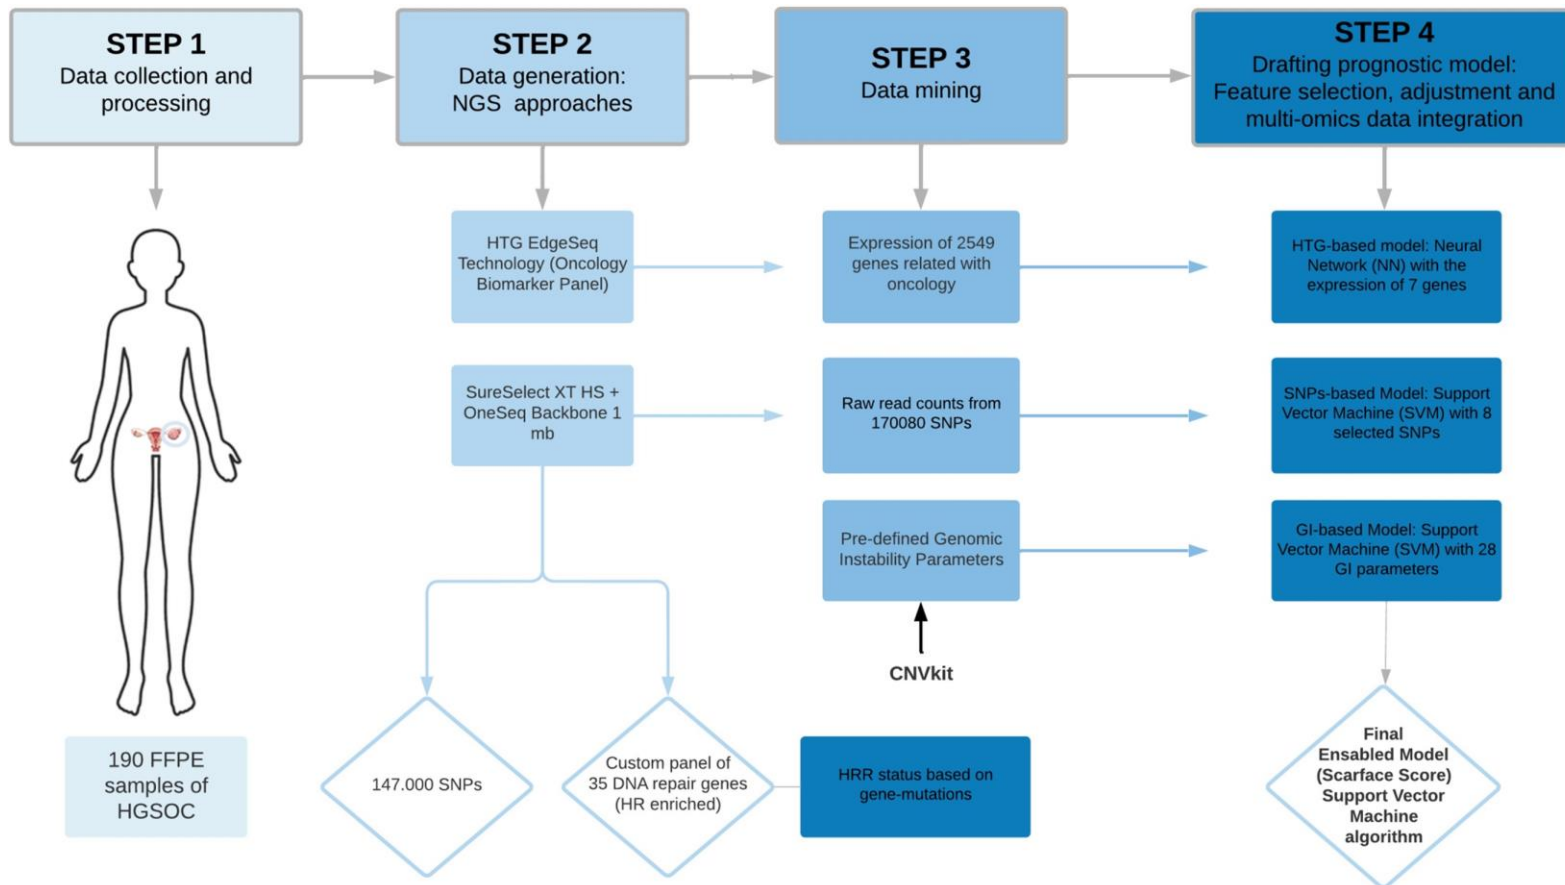 STEP 1
Data collection and
processing
STEP 2
Data generation:
NGS approaches
STEP 3
Data mining
STEP 4
Drafting prognostic model:
Feature selection, adjustment and
multi-omics data integration
HTG EdgeSeq
Technology (Oncology
Biomarker Panel)
Expression of 2549
genes related with
oncology
HTG-based model: Neural
Network (NN) with the
expression of 7 genes
SureSelect XT HS +
OneSeq Backbone 1
mb
Raw read counts from
170080 SNPs
SNPs-based Model: Support
Vector Machine (SVM) with 8
selected SNPs
Pre-defined Genomic
Instability Parameters
GI-based Model: Support
Vector Machine (SVM) with 28
GI parameters
CNVkit
190 FFPE
samples of
HGSOC
147.000 SNPs
Custom panel of
35 DNA repair genes
(HR enriched)
HRR status based on
gene-mutations
Final
Ensabled Model
(Scarface Score)
Support Vector
Machine
algorithm